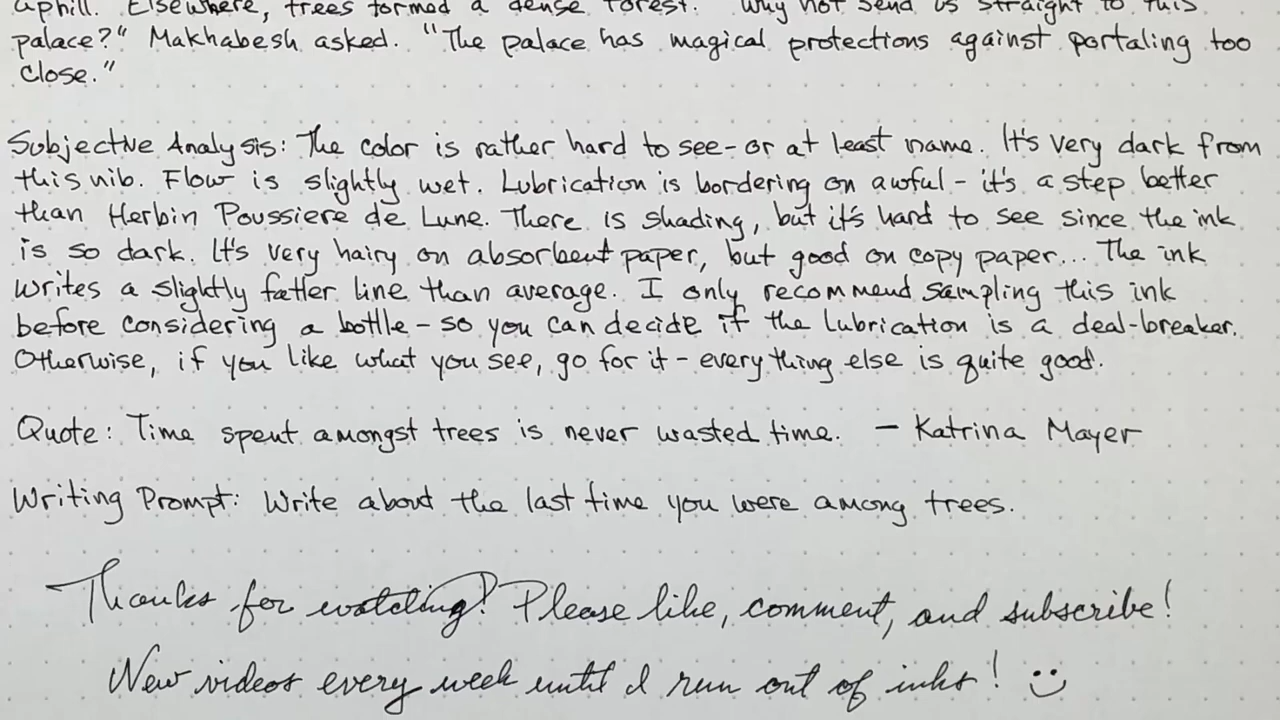 uphill. Elsewhere, trees formed a dense forest. "Why not send us straight to this
palace?" Makhabesh asked. "The palace has magical protections against portaling too
close."
Subjective Analysis: The color is rather hard to see - or at least name. It's very dark from
this nib. Flow is slightly wet. Lubrication is bordering on awful - it's a step better
than Herbin Poussiere de Lune. There is shading, but it's hard to see since the ink
is so dark. It's very hairy on absorbent paper, but good on copy paper... The ink
writes a slightly fatter line than average. I only recommend sampling this ink
before considering a bottle - so you can decide if the lubrication is a deal-breaker.
Otherwise, if you like what you see, go for it - everything else is quite good.
Quote: Time spent amongst trees is never wasted time. - Katrina Mayer
Writing Prompt: Write about the last time you were among trees.
Thanks for watching! Please like, comment, and subscribe!
New videos every week until I run out of inks! :)